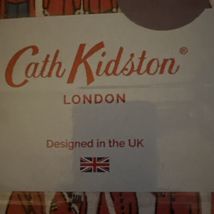 Cath Kidston®
LONDON
Designed in the UK